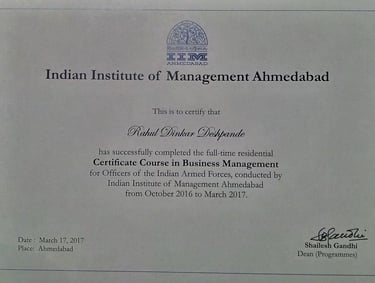 IIM
AHMEDABAD
Indian Institute of Management Ahmedabad
This is to certify that
Rahul Dinkar Deshpande
has successfully completed the full-time residential
Certificate Course in Business Management
for Officers of the Indian Armed Forces, conducted by
Indian Institute of Management Ahmedabad
from October 2016 to March 2017.
Date : March 17, 2017
Place: Ahmedabad
Shailesh Gandhi
Dean (Programmes)